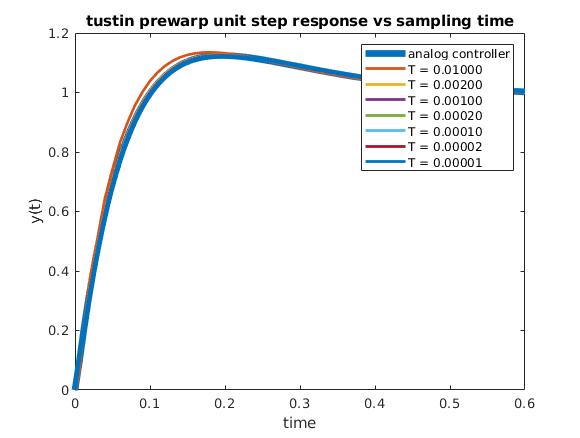 tustin prewarp unit step response vs sampling time
1.2
1
0.8
0.6
0.4
0.2
0
y(t)
analog controller
T = 0.01000
T = 0.00200
T = 0.00100
T = 0.00020
T = 0.00010
T = 0.00002
T = 0.00001
0 0.1 0.2 0.3 0.4 0.5 0.6
time